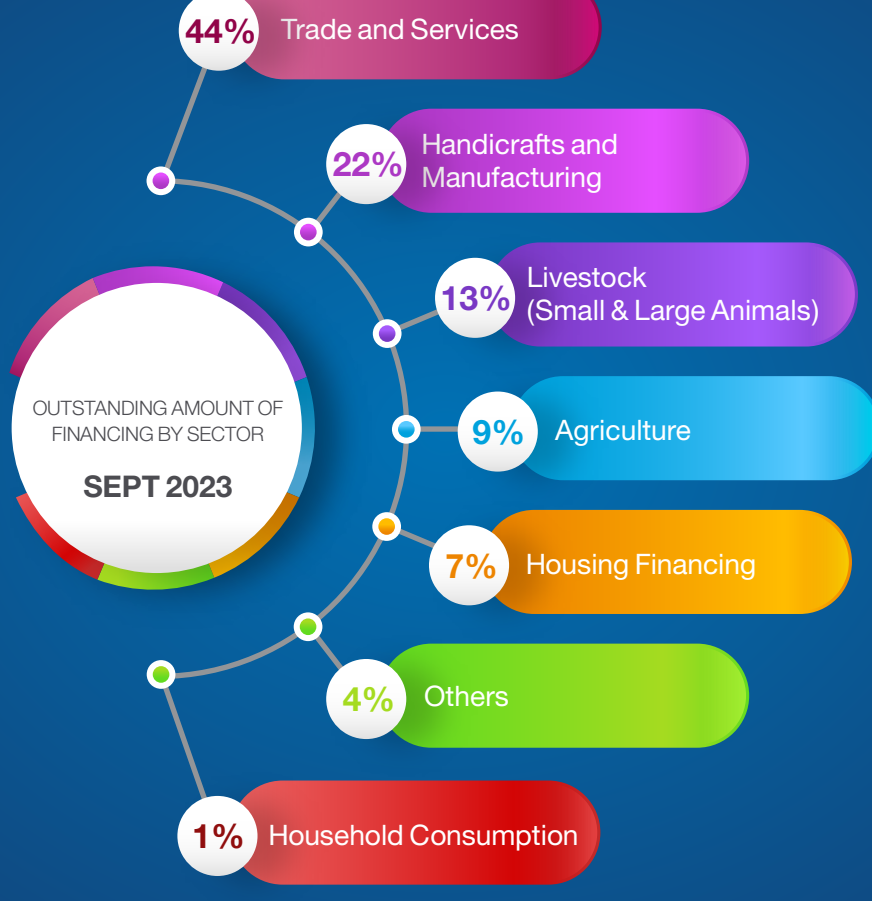 44%
Trade and Services
22%
Handicrafts and
Manufacturing
13%
Livestock
(Small & Large Animals)
OUTSTANDING AMOUNT OF
FINANCING BY SECTOR
SEPT 2023
9%
Agriculture
7%
Housing Financing
4%
Others
1%
Household Consumption